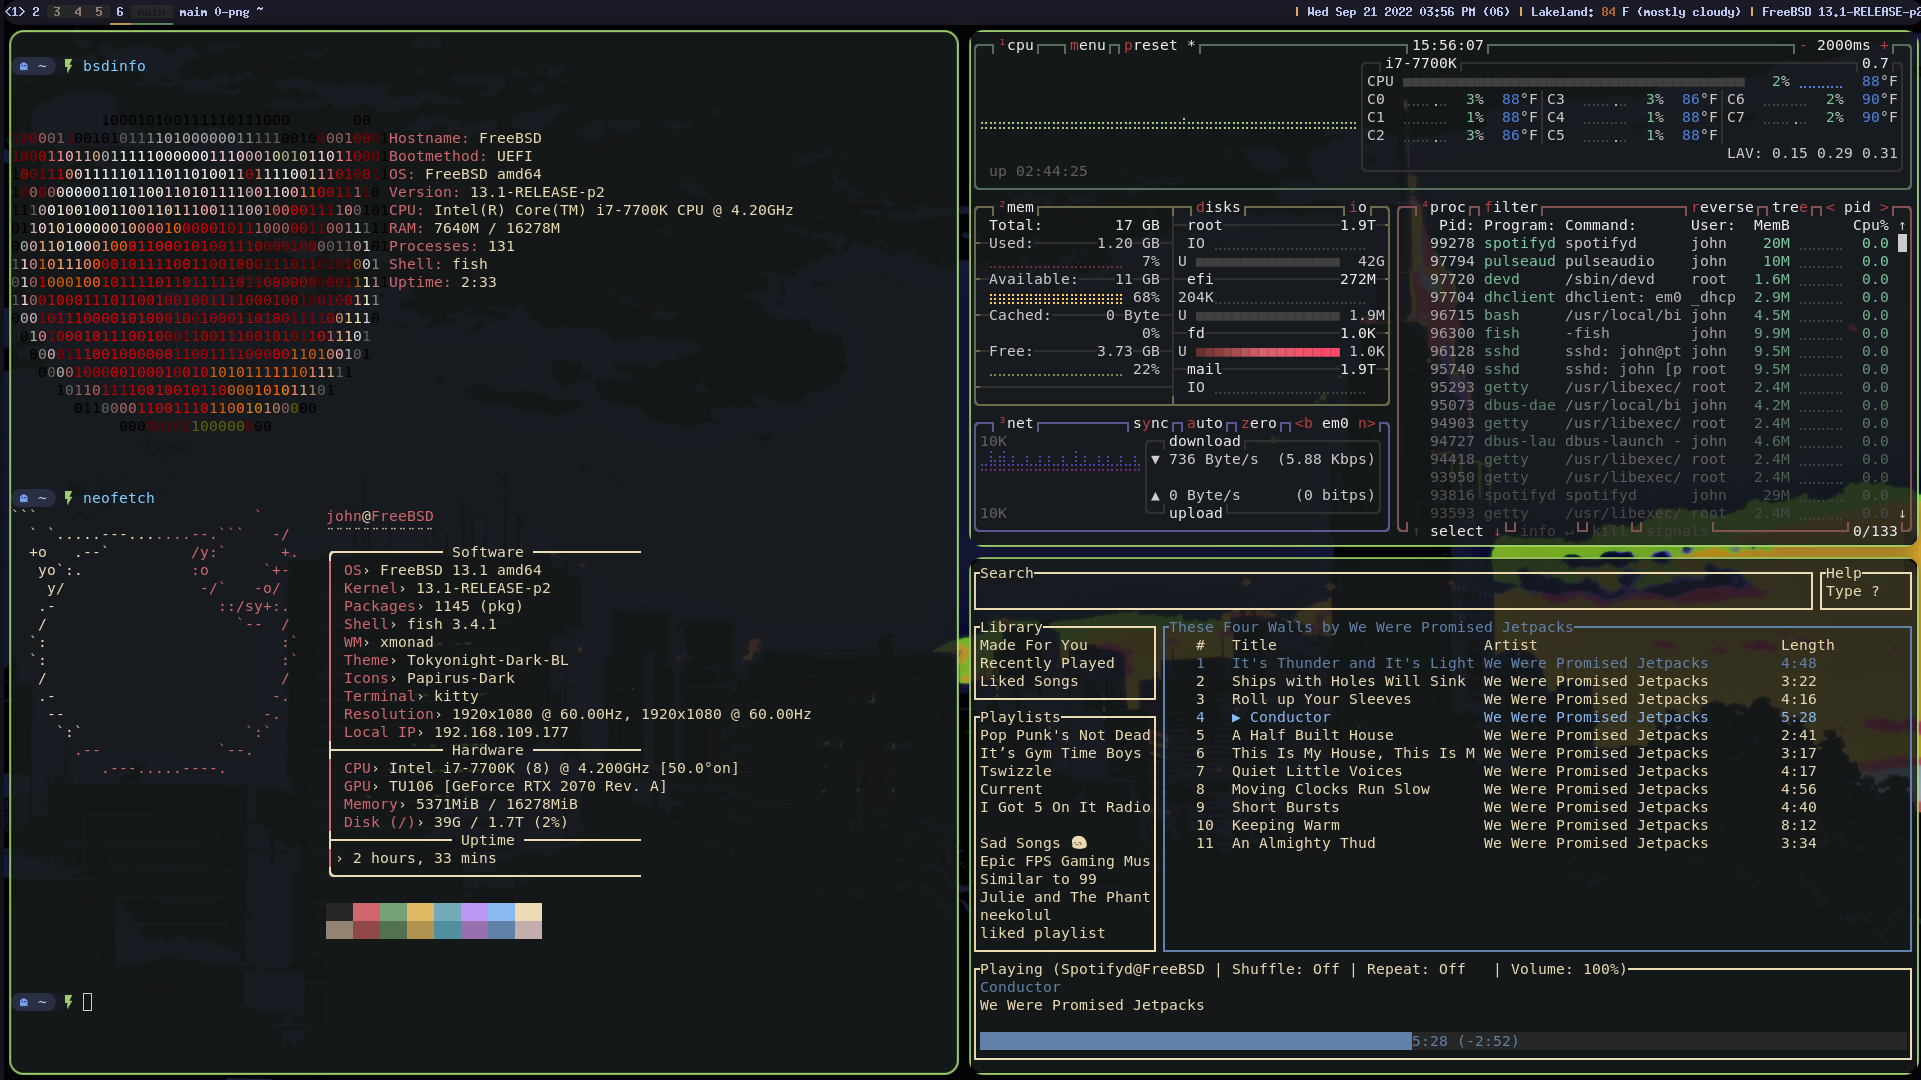 <1> 2 3 4 5 6 main maim 0-png ~
| Wed Sep 21 2022 03:56 PM (06) | Lakeland: 84 F (mostly cloudy) | FreeBSD 13.1-RELEASE-p2
~ bsdinfo
Hostname: FreeBSD
Bootmethod: UEFI
OS: FreeBSD amd64
Version: 13.1-RELEASE-p2
CPU: Intel(R) Core(TM) i7-7700K CPU @ 4.20GHz
RAM: 7640M / 16278M
Processes: 131
Shell: fish
Uptime: 2:33
~ neofetch
john@FreeBSD
Software
OS› FreeBSD 13.1 amd64
Kernel› 13.1-RELEASE-p2
Packages› 1145 (pkg)
Shell› fish 3.4.1
WM› xmonad
Theme› Tokyonight-Dark-BL
Icons› Papirus-Dark
Terminal› kitty
Resolution› 1920x1080 @ 60.00Hz, 1920x1080 @ 60.00Hz
Local IP› 192.168.109.177
Hardware
CPU› Intel i7-7700K (8) @ 4.200GHz [50.0°on]
GPU› TU106 [GeForce RTX 2070 Rev. A]
Memory› 5371MiB / 16278MiB
Disk (/)› 39G / 1.7T (2%)
Uptime
› 2 hours, 33 mins
~
¹cpu menu preset * 15:56:07 - 2000ms +
i7-7700K 0.7
CPU 2% 88°F
C0 3% 88°F C3 3% 86°F C6 2% 90°F
C1 1% 88°F C4 1% 88°F C7 2% 90°F
C2 3% 86°F C5 1% 88°F
LAV: 0.15 0.29 0.31
up 02:44:25
²mem
Total: 17 GB
Used: 1.20 GB
7%
Available: 11 GB
68%
Cached: 0 Byte
0%
Free: 3.73 GB
22%
disks io
root 1.9T
IO
U 42G
efi 272M
204K
U 1.9M
fd 1.0K
U 1.0K
mail 1.9T
IO
³net sync auto zero <b em0 n>
10K
download
▼ 736 Byte/s (5.88 Kbps)
▲ 0 Byte/s (0 bitps)
10K
upload
⁴proc filter reverse tree < pid >
Pid: Program: Command: User: MemB Cpu% ↑
99278 spotifyd spotifyd john 20M 0.0
97794 pulseaud pulseaudio john 10M 0.0
97720 devd /sbin/devd root 1.6M 0.0
97704 dhclient dhclient: em0 _dhcp 2.9M 0.0
96715 bash /usr/local/bi john 4.5M 0.0
96300 fish -fish john 9.9M 0.0
96128 sshd sshd: john@pt john 9.5M 0.0
95740 sshd sshd: john [p root 9.5M 0.0
95293 getty /usr/libexec/ root 2.4M 0.0
95073 dbus-dae /usr/local/bi john 4.2M 0.0
94903 getty /usr/libexec/ root 2.4M 0.0
94727 dbus-lau dbus-launch - john 4.6M 0.0
94418 getty /usr/libexec/ root 2.4M 0.0
93950 getty /usr/libexec/ root 2.4M 0.0
93816 spotifyd spotifyd john 29M 0.0
93593 getty /usr/libexec/ root 2.4M 0.0 ↓
↑ select ↓ info ↵ kill signals 0/133
Search
Help
Type ?
Library
Made For You
Recently Played
Liked Songs
Playlists
Pop Punk's Not Dead
It’s Gym Time Boys
Tswizzle
Current
I Got 5 On It Radio
Sad Songs
Epic FPS Gaming Mus
Similar to 99
Julie and The Phant
neekolul
liked playlist
These Four Walls by We Were Promised Jetpacks
# Title Artist Length
1 It's Thunder and It's Light We Were Promised Jetpacks 4:48
2 Ships with Holes Will Sink We Were Promised Jetpacks 3:22
3 Roll up Your Sleeves We Were Promised Jetpacks 4:16
4 ▶ Conductor We Were Promised Jetpacks 5:28
5 A Half Built House We Were Promised Jetpacks 2:41
6 This Is My House, This Is M We Were Promised Jetpacks 3:17
7 Quiet Little Voices We Were Promised Jetpacks 4:17
8 Moving Clocks Run Slow We Were Promised Jetpacks 4:56
9 Short Bursts We Were Promised Jetpacks 4:40
10 Keeping Warm We Were Promised Jetpacks 8:12
11 An Almighty Thud We Were Promised Jetpacks 3:34
Playing (Spotifyd@FreeBSD | Shuffle: Off | Repeat: Off | Volume: 100%)
Conductor
We Were Promised Jetpacks
5:28 (-2:52)